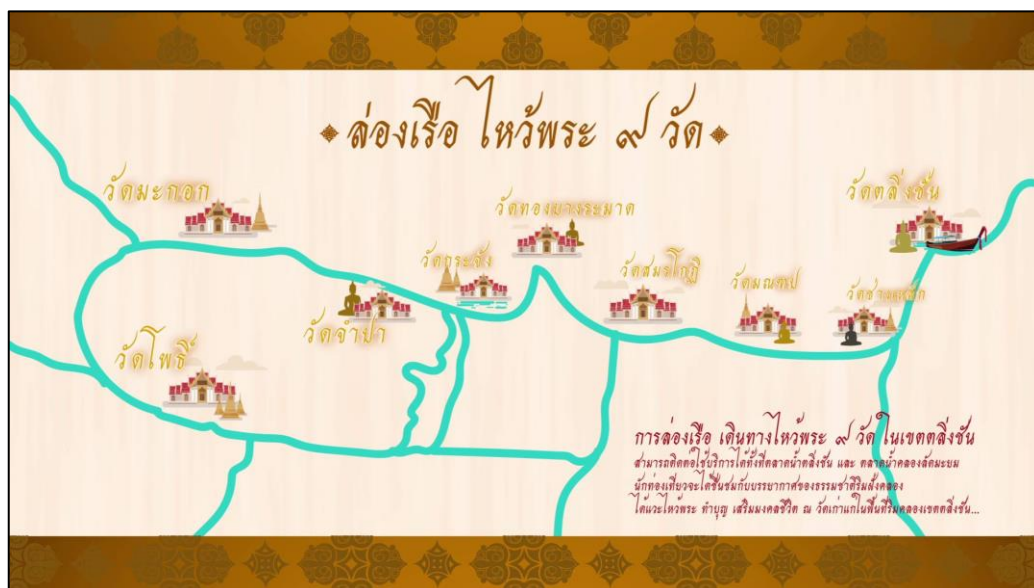 ล่องเรือ ไหว้พระ ๙ วัด
วัดมะกอก
วัดทองบางระมาด
วัดตลิ่งชัน
วัดกระจัง
วัดสมรโกฏิ
วัดมณฑป
วัดช่างเหล็ก
วัดจำปา
วัดโพธิ์
การล่องเรือ เดินทางไหว้พระ ๙ วัด ในเขตตลิ่งชัน
สามารถติดต่อใช้บริการได้ทั้งที่ตลาดน้ำตลิ่งชัน และ ตลาดน้ำคลองลัดมะยม
นักท่องเที่ยวจะได้ชื่นชมกับบรรยากาศของธรรมชาติริมฝั่งคลอง
ได้แวะไหว้พระ ทำบุญ เสริมมงคลชีวิต ณ วัดเก่าแก่ในพื้นที่ริมคลองเขตตลิ่งชัน...